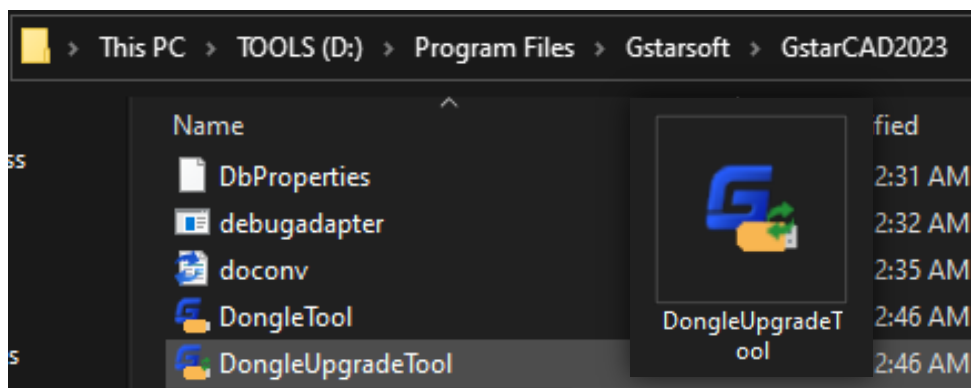 This PC > TOOLS (D:) > Program Files > Gstarsoft > GstarCAD2023
Name
fied
ss
DbProperties
2:31 AM
debugadapter
2:32 AM
doconv
2:35 AM
DongleTool
2:46 AM
DongleUpgradeT
ool
s
DongleUpgradeTool
2:46 AM